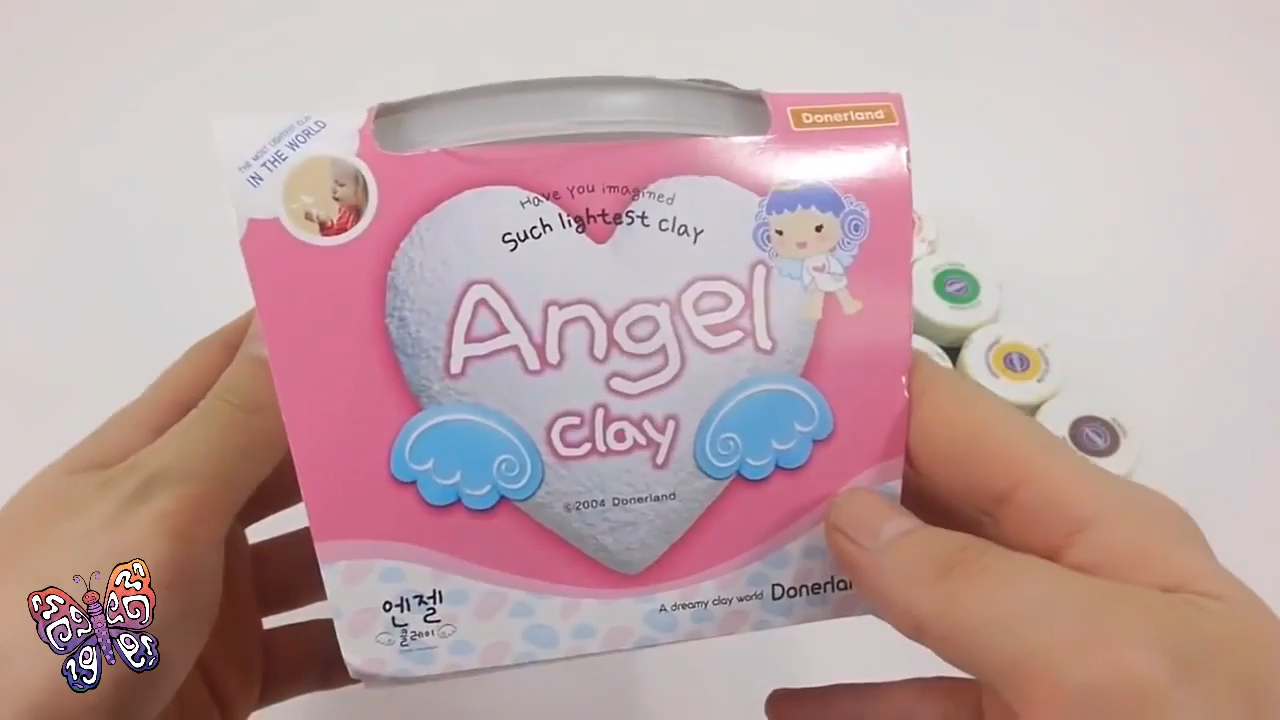 THE MOST LIGHTEST CLAY
IN THE WORLD
Donerland
Have you imagined
such lightest clay
Angel
clay
©2004 Donerland
엔젤
클레이
A dreamy clay world Donerlan